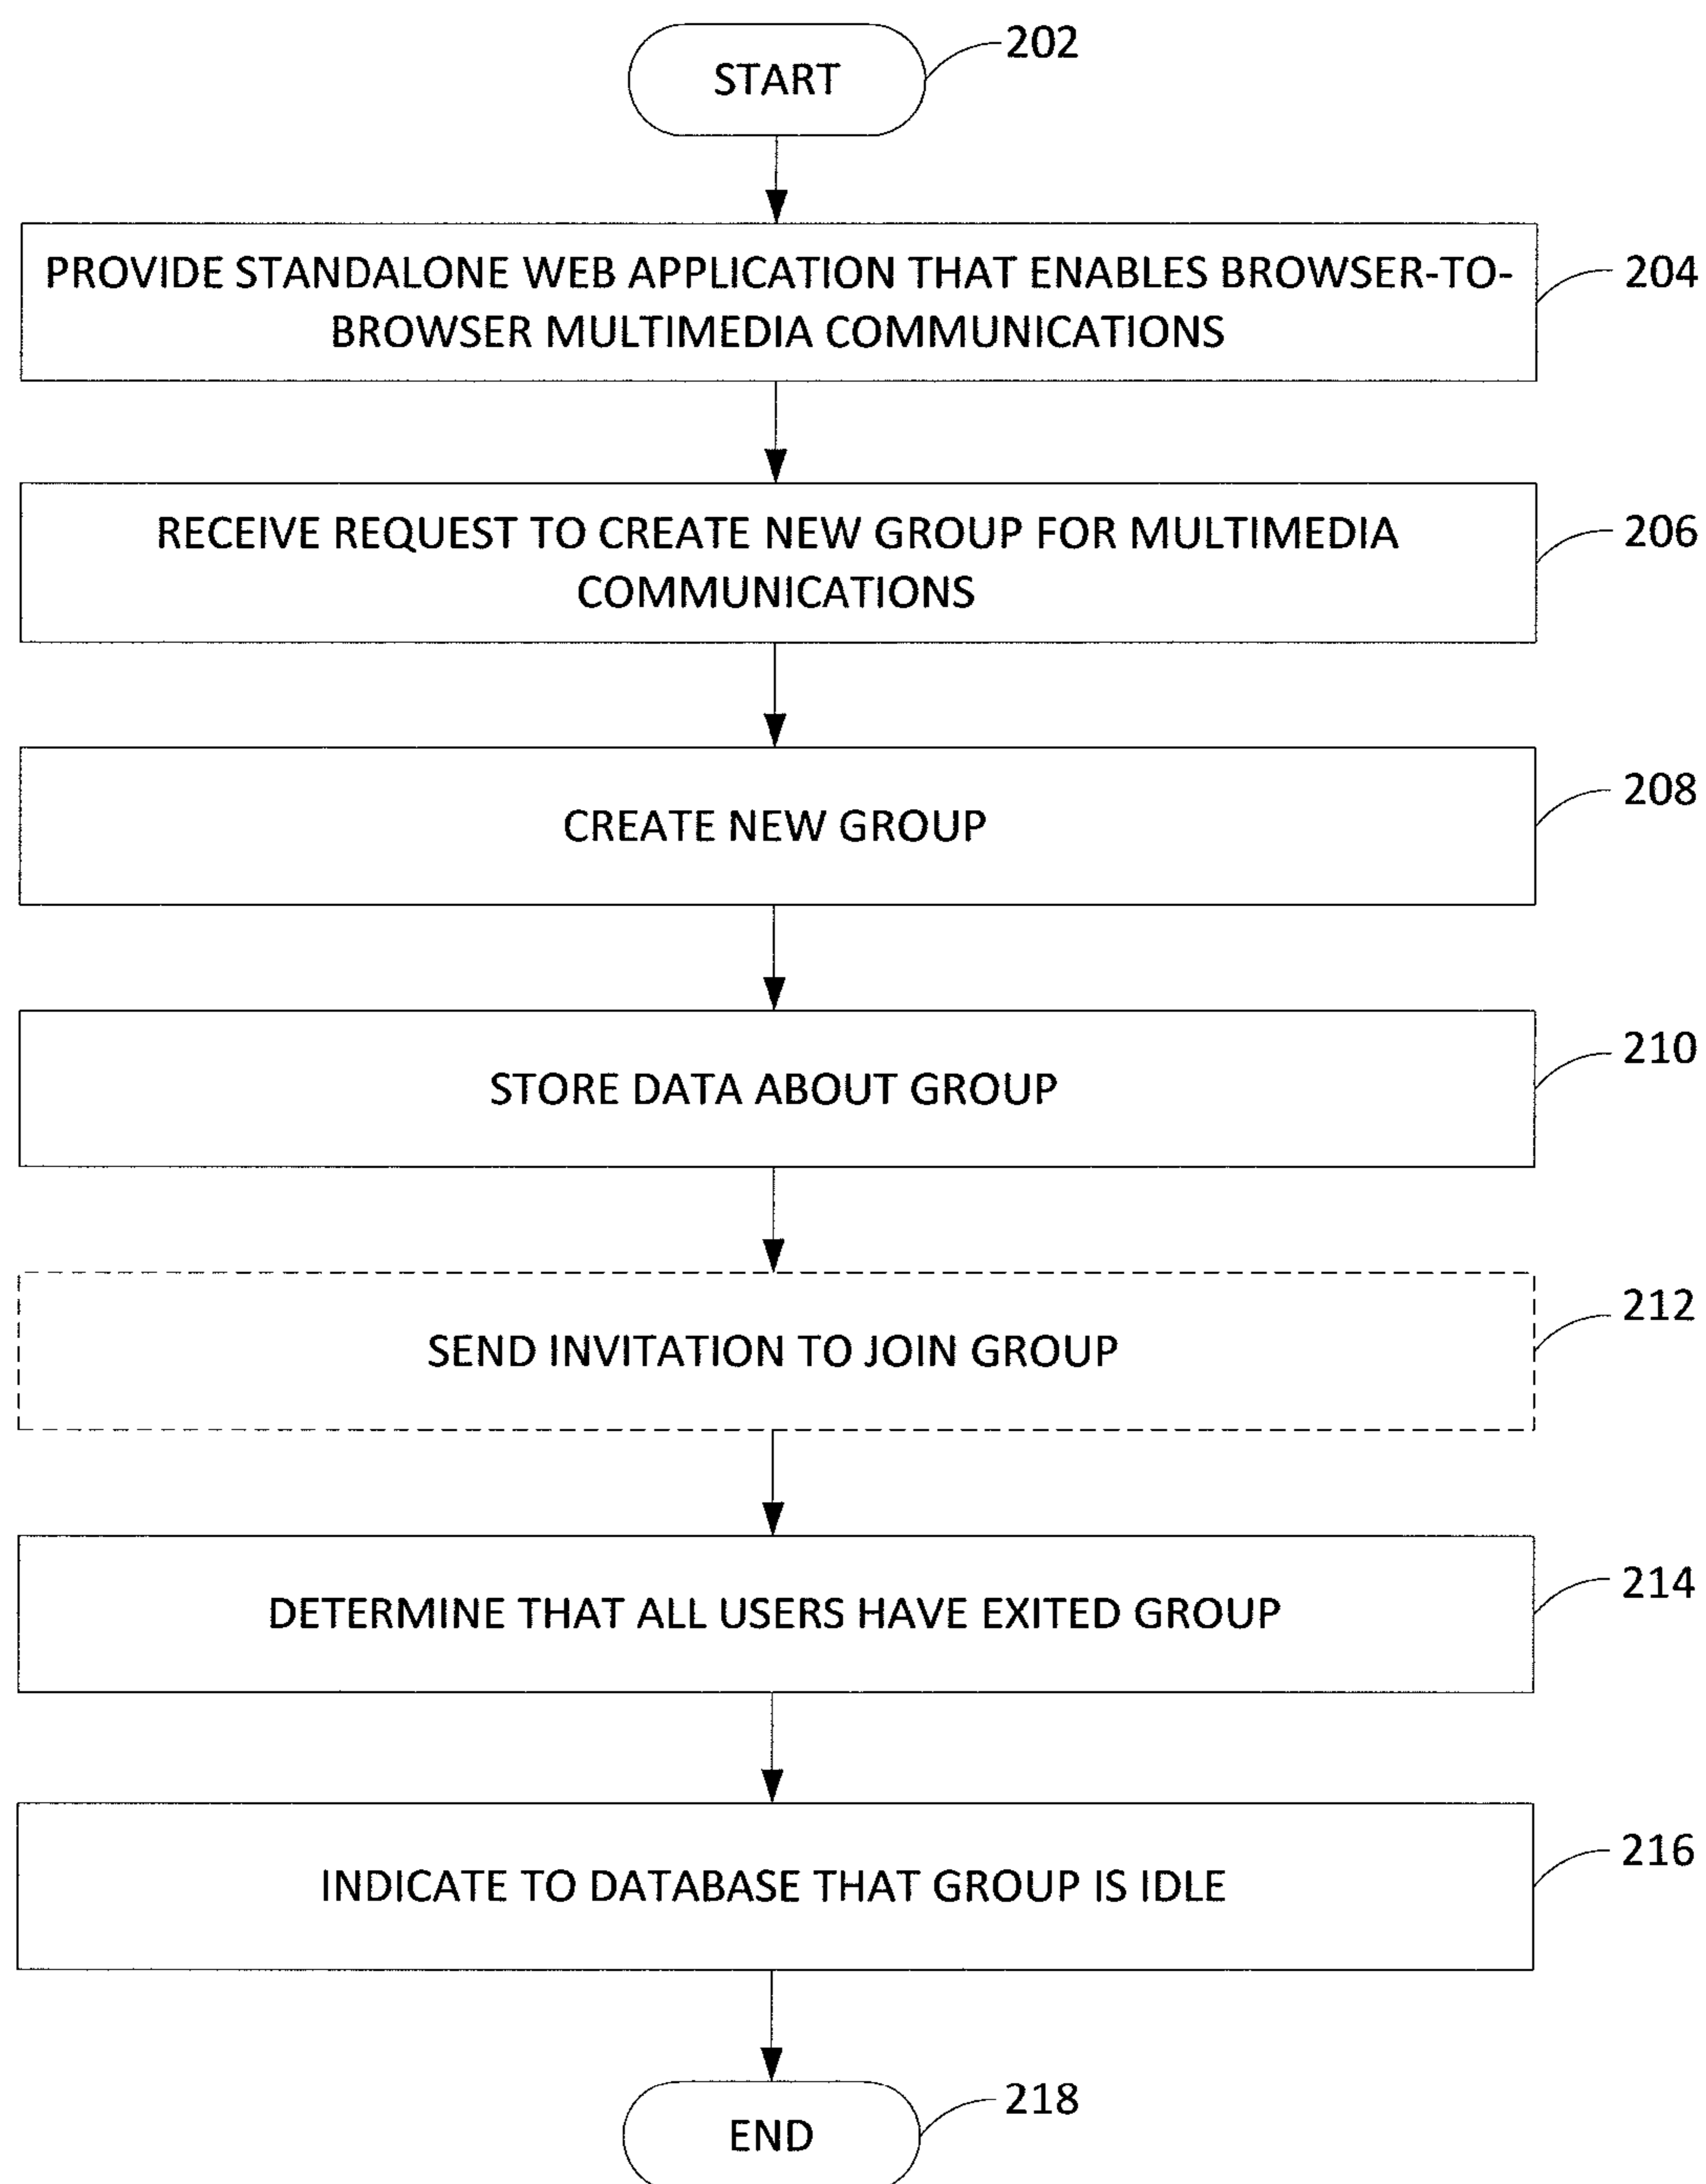 START
202
PROVIDE STANDALONE WEB APPLICATION THAT ENABLES BROWSER-TO-
BROWSER MULTIMEDIA COMMUNICATIONS
204
RECEIVE REQUEST TO CREATE NEW GROUP FOR MULTIMEDIA
COMMUNICATIONS
206
CREATE NEW GROUP
208
STORE DATA ABOUT GROUP
210
SEND INVITATION TO JOIN GROUP
212
DETERMINE THAT ALL USERS HAVE EXITED GROUP
214
INDICATE TO DATABASE THAT GROUP IS IDLE
216
END
218